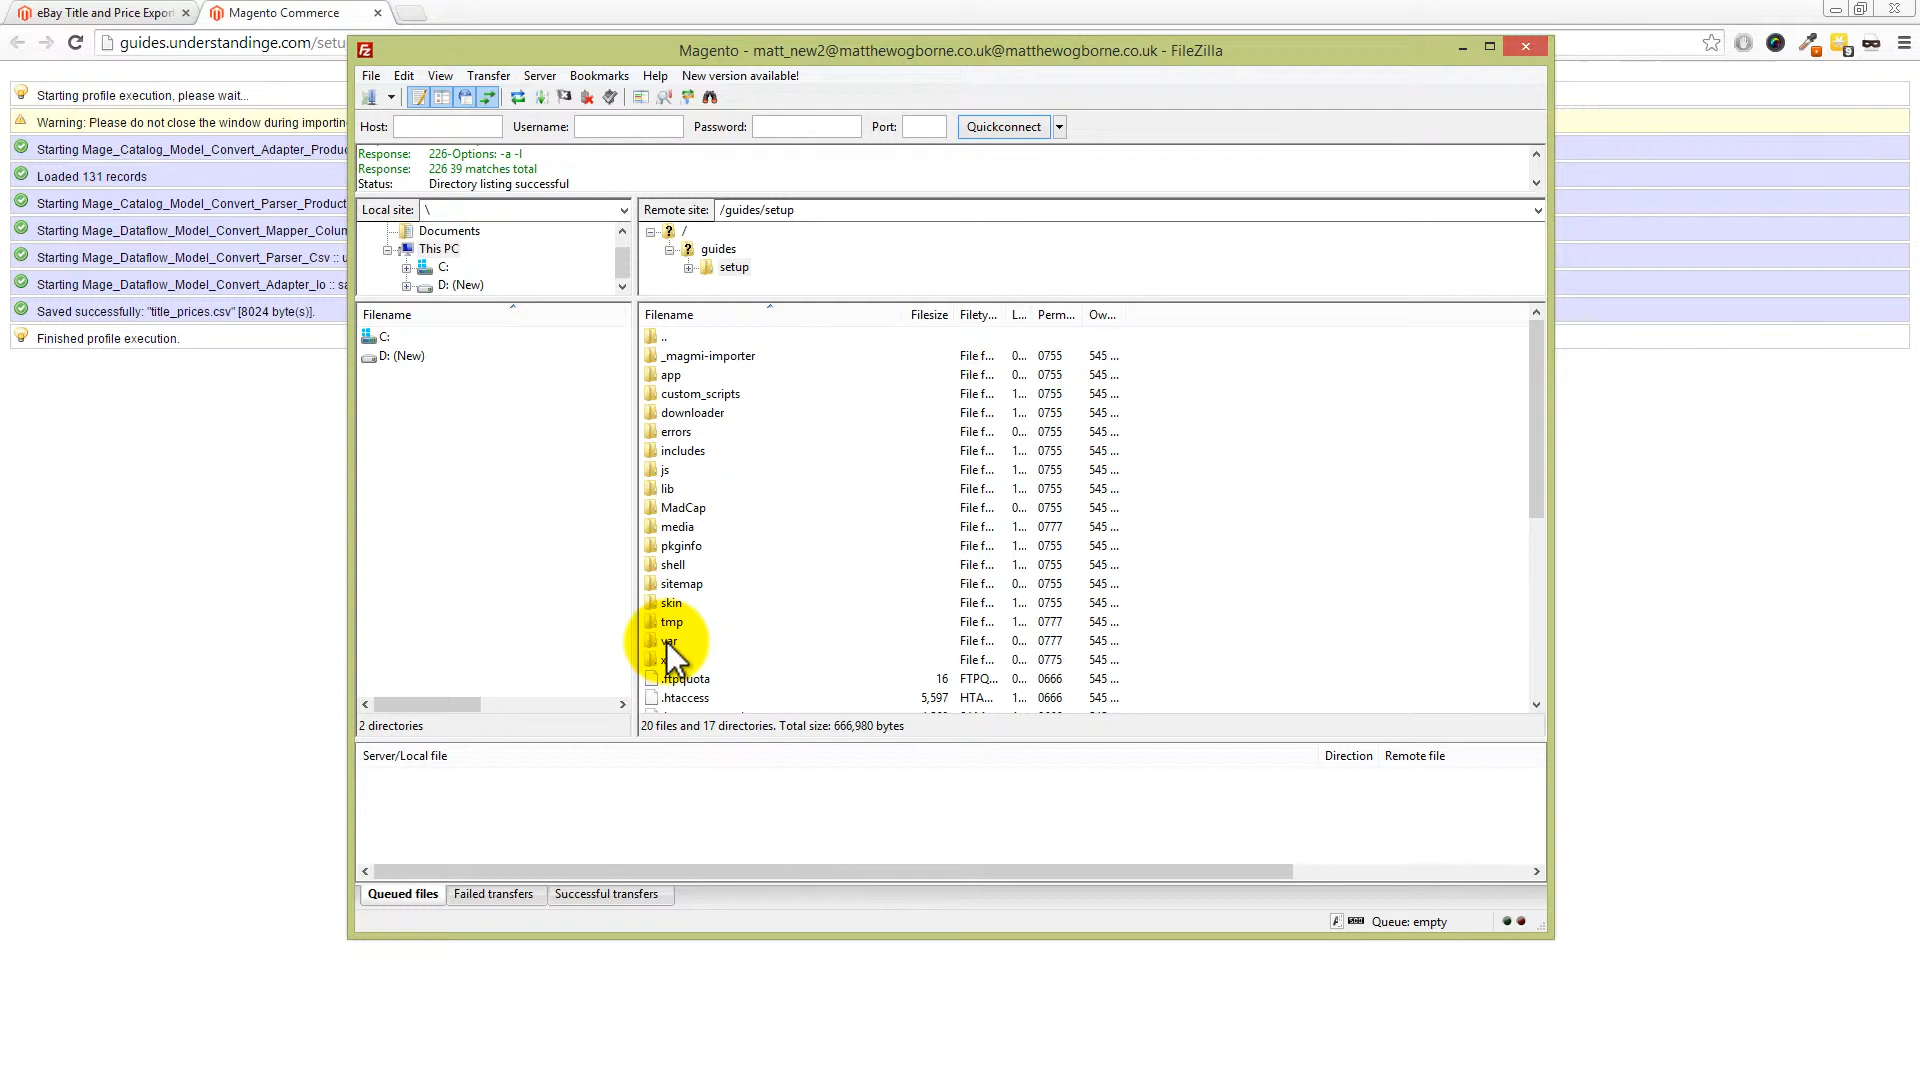 eBay Title and Price Export
Magento Commerce
guides.understandinge.com/setu
9
Starting profile execution, please wait...
Warning: Please do not close the window during importin
Starting Mage_Catalog_Model_Convert_Adapter_Produc
Loaded 131 records
Starting Mage_Catalog_Model_Convert_Parser_Product
Starting Mage_Dataflow_Model_Convert_Mapper_Colum
Starting Mage_Dataflow_Model_Convert_Parser_Csv :: u
Starting Mage_Dataflow_Model_Convert_Adapter_Io :: sa
Saved successfully: "title_prices.csv" [8024 byte(s)].
Finished profile execution.
Magento - matt_new2@matthewogborne.co.uk@matthewogborne.co.uk - FileZilla
File Edit View Transfer Server Bookmarks Help New version available!
Host: Username: Password: Port: Quickconnect
Response: 226-Options: -a -l
Response: 226 39 matches total
Status: Directory listing successful
Local site: \
Documents
This PC
C:
D: (New)
Remote site: /guides/setup
/
guides
setup
Filename
C:
D: (New)
2 directories
Filename Filesize Filety... L... Perm... Ow...
..
_magmi-importer File f... 0... 0755 545 ...
app File f... 0... 0755 545 ...
custom_scripts File f... 1... 0755 545 ...
downloader File f... 1... 0755 545 ...
errors File f... 0... 0755 545 ...
includes File f... 1... 0755 545 ...
js File f... 1... 0755 545 ...
lib File f... 1... 0755 545 ...
MadCap File f... 0... 0755 545 ...
media File f... 1... 0777 545 ...
pkginfo File f... 1... 0755 545 ...
shell File f... 1... 0755 545 ...
sitemap File f... 0... 0755 545 ...
skin File f... 1... 0755 545 ...
tmp File f... 1... 0777 545 ...
var File f... 0... 0777 545 ...
File f... 0... 0775 545 ...
.ftpquota 16 FTPQ... 0... 0666 545 ...
.htaccess 5,597 HTA... 1... 0666 545 ...
20 files and 17 directories. Total size: 666,980 bytes
Server/Local file Direction Remote file
Queued files Failed transfers Successful transfers
Queue: empty